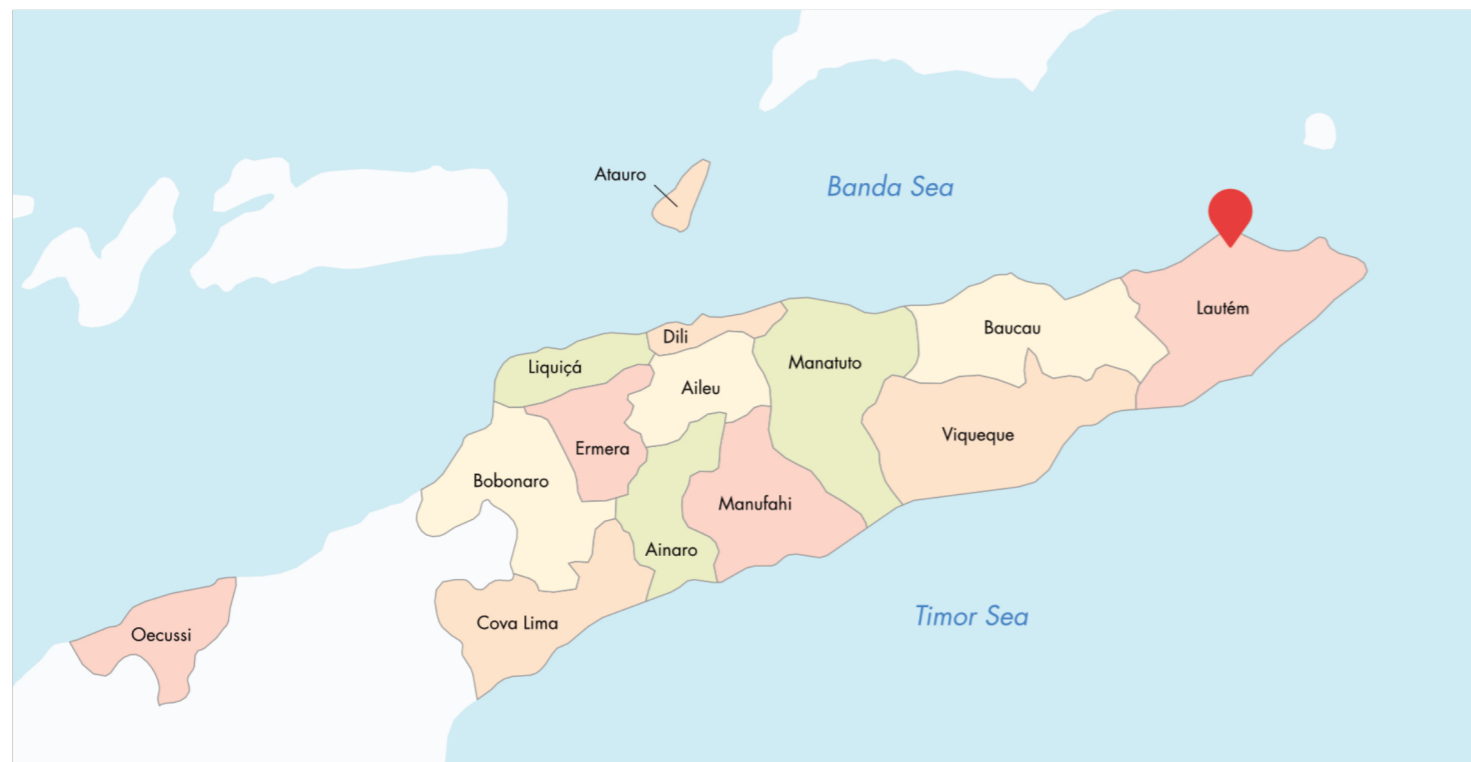 Atauro
Banda Sea
Lautém
Baucau
Dili
Manatuto
Liquiçá
Aileu
Viqueque
Ermera
Bobonaro
Manufahi
Ainaro
Timor Sea
Cova Lima
Oecussi